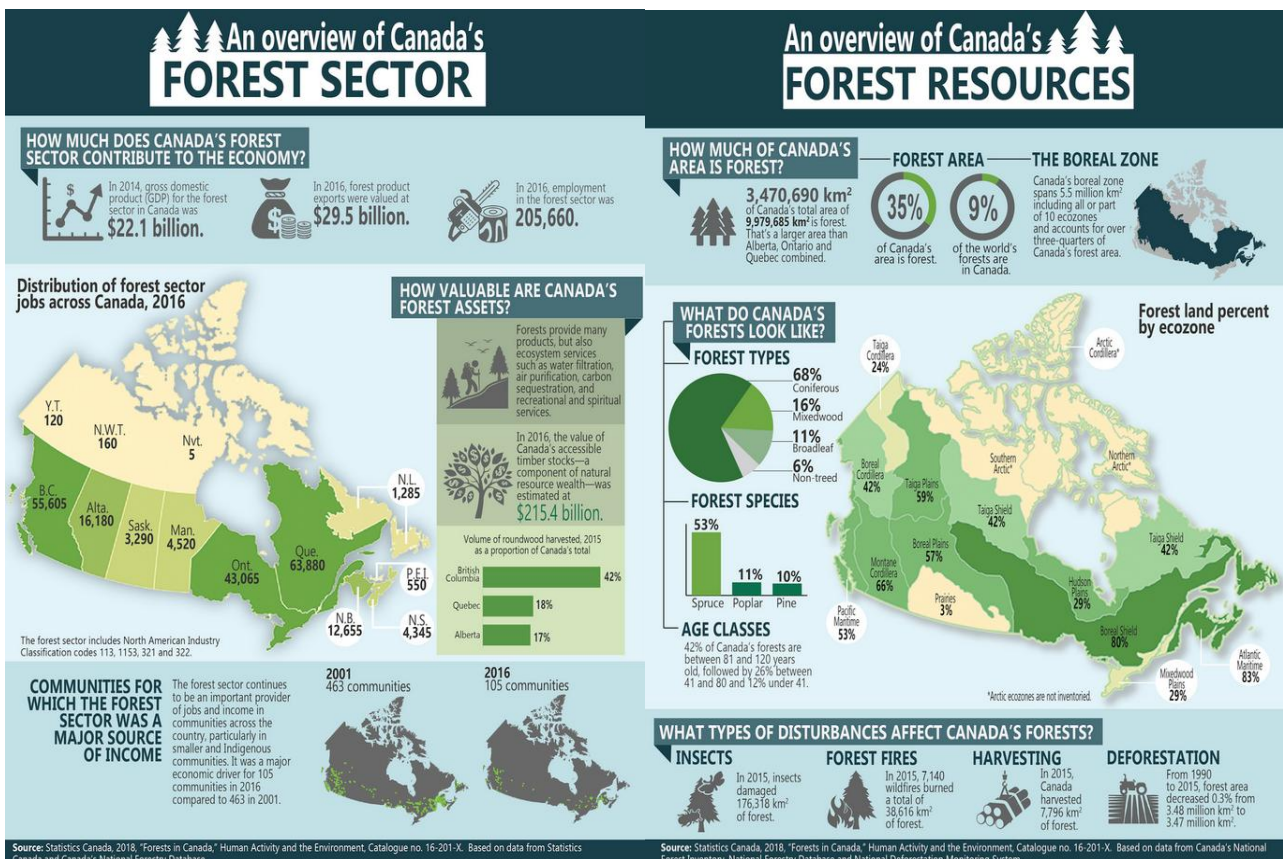 An overview of Canada's
FOREST SECTOR
HOW MUCH DOES CANADA'S FOREST
SECTOR CONTRIBUTE TO THE ECONOMY?
$
In 2014, gross domestic
product (GDP) for the forest
sector in Canada was
$22.1 billion.
$
In 2016, forest product
exports were valued at
$29.5 billion.
In 2016, employment
in the forest sector was
205,660.
Distribution of forest sector
jobs across Canada, 2016
Y.T.
120
N.W.T.
160
Nvt.
5
B.C.
55,605
Alta.
16,180
Sask.
3,290
Man.
4,520
Ont.
43,065
Que.
63,880
N.L.
1,285
P.E.I.
550
N.B.
12,655
N.S.
4,345
The forest sector includes North American Industry
Classification codes 113, 1153, 321 and 322.
HOW VALUABLE ARE CANADA'S
FOREST ASSETS?
Forests provide many
products, but also
ecosystem services
such as water filtration,
air purification, carbon
sequestration, and
recreational and spiritual
services.
In 2016, the value of
Canada's accessible
timber stocks—a
component of natural
resource wealth—was
estimated at
$215.4 billion.
Volume of roundwood harvested, 2015
as a proportion of Canada's total
British
Columbia
42%
Quebec
18%
Alberta
17%
COMMUNITIES FOR
WHICH THE FOREST
SECTOR WAS A
MAJOR SOURCE
OF INCOME
The forest sector continues
to be an important provider
of jobs and income in
communities across the
country, particularly in
smaller and Indigenous
communities. It was a major
economic driver for 105
communities in 2016
compared to 463 in 2001.
2001
463 communities
2016
105 communities
Source: Statistics Canada, 2018, "Forests in Canada," Human Activity and the Environment, Catalogue no. 16-201-X. Based on data from Statistics
Canada and Canada's National Forestry Database.
An overview of Canada's
FOREST RESOURCES
HOW MUCH OF CANADA'S
AREA IS FOREST?
3,470,690 km²
of Canada's total area of
9,979,685 km² is forest.
That's a larger area than
Alberta, Ontario and
Quebec combined.
FOREST AREA
35%
of Canada's
area is forest.
9%
of the world's
forests are
in Canada.
THE BOREAL ZONE
Canada's boreal zone
spans 5.5 million km²
including all or part
of 10 ecozones
and accounts for over
three-quarters of
Canada's forest area.
WHAT DO CANADA'S
FORESTS LOOK LIKE?
FOREST TYPES
68%
Coniferous
16%
Mixedwood
11%
Broadleaf
6%
Non-treed
FOREST SPECIES
53%
11%
10%
Spruce Poplar Pine
AGE CLASSES
42% of Canada's forests are
between 81 and 120 years
old, followed by 26% between
41 and 80 and 12% under 41.
Forest land percent
by ecozone
Taiga
Cordillera
24%
Arctic
Cordillera*
Northern
Arctic*
Southern
Arctic*
Boreal
Cordillera
42%
Taiga Plains
59%
Taiga Shield
42%
Taiga Shield
42%
Boreal Plains
57%
Montane
Cordillera
66%
Hudson
Plains
29%
Prairies
3%
Pacific
Maritime
53%
Boreal Shield
80%
Atlantic
Maritime
83%
Mixedwood
Plains
29%
*Arctic ecozones are not inventoried.
WHAT TYPES OF DISTURBANCES AFFECT CANADA'S FORESTS?
INSECTS
In 2015, insects
damaged
176,318 km²
of forest.
FOREST FIRES
In 2015, 7,140
wildfires burned
a total of
38,616 km²
of forest.
HARVESTING
In 2015,
Canada
harvested
7,796 km²
of forest.
DEFORESTATION
From 1990
to 2015, forest area
decreased 0.3% from
3.48 million km² to
3.47 million km².
Source: Statistics Canada, 2018, "Forests in Canada," Human Activity and the Environment, Catalogue no. 16-201-X. Based on data from Canada's National
Forest Inventory, National Forestry Database and National Deforestation Monitoring System.